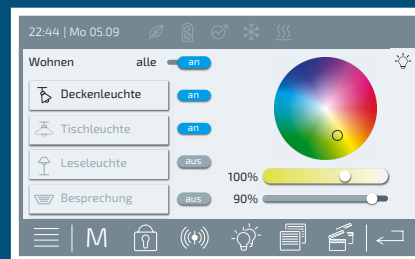 22:44 | Mo 05.09
Wohnen alle an
Deckenleuchte an
Tischleuchte an
Leseleuchte aus
100%
Besprechung aus 90%
M